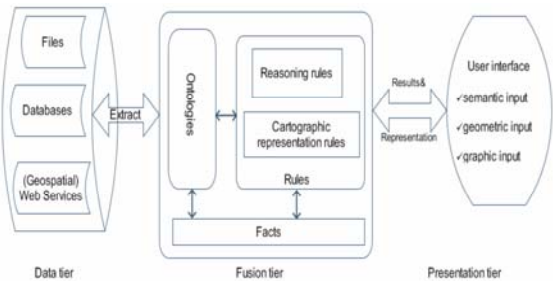 Files
Databases
(Geospatial)
Web Services
Extract
Ontologies
Reasoning rules
Cartographic
representation rules
Rules
Facts
Results&
Representation
User interface
✓semantic input
✓geometric input
✓graphic input
Data tier
Fusion tier
Presentation tier